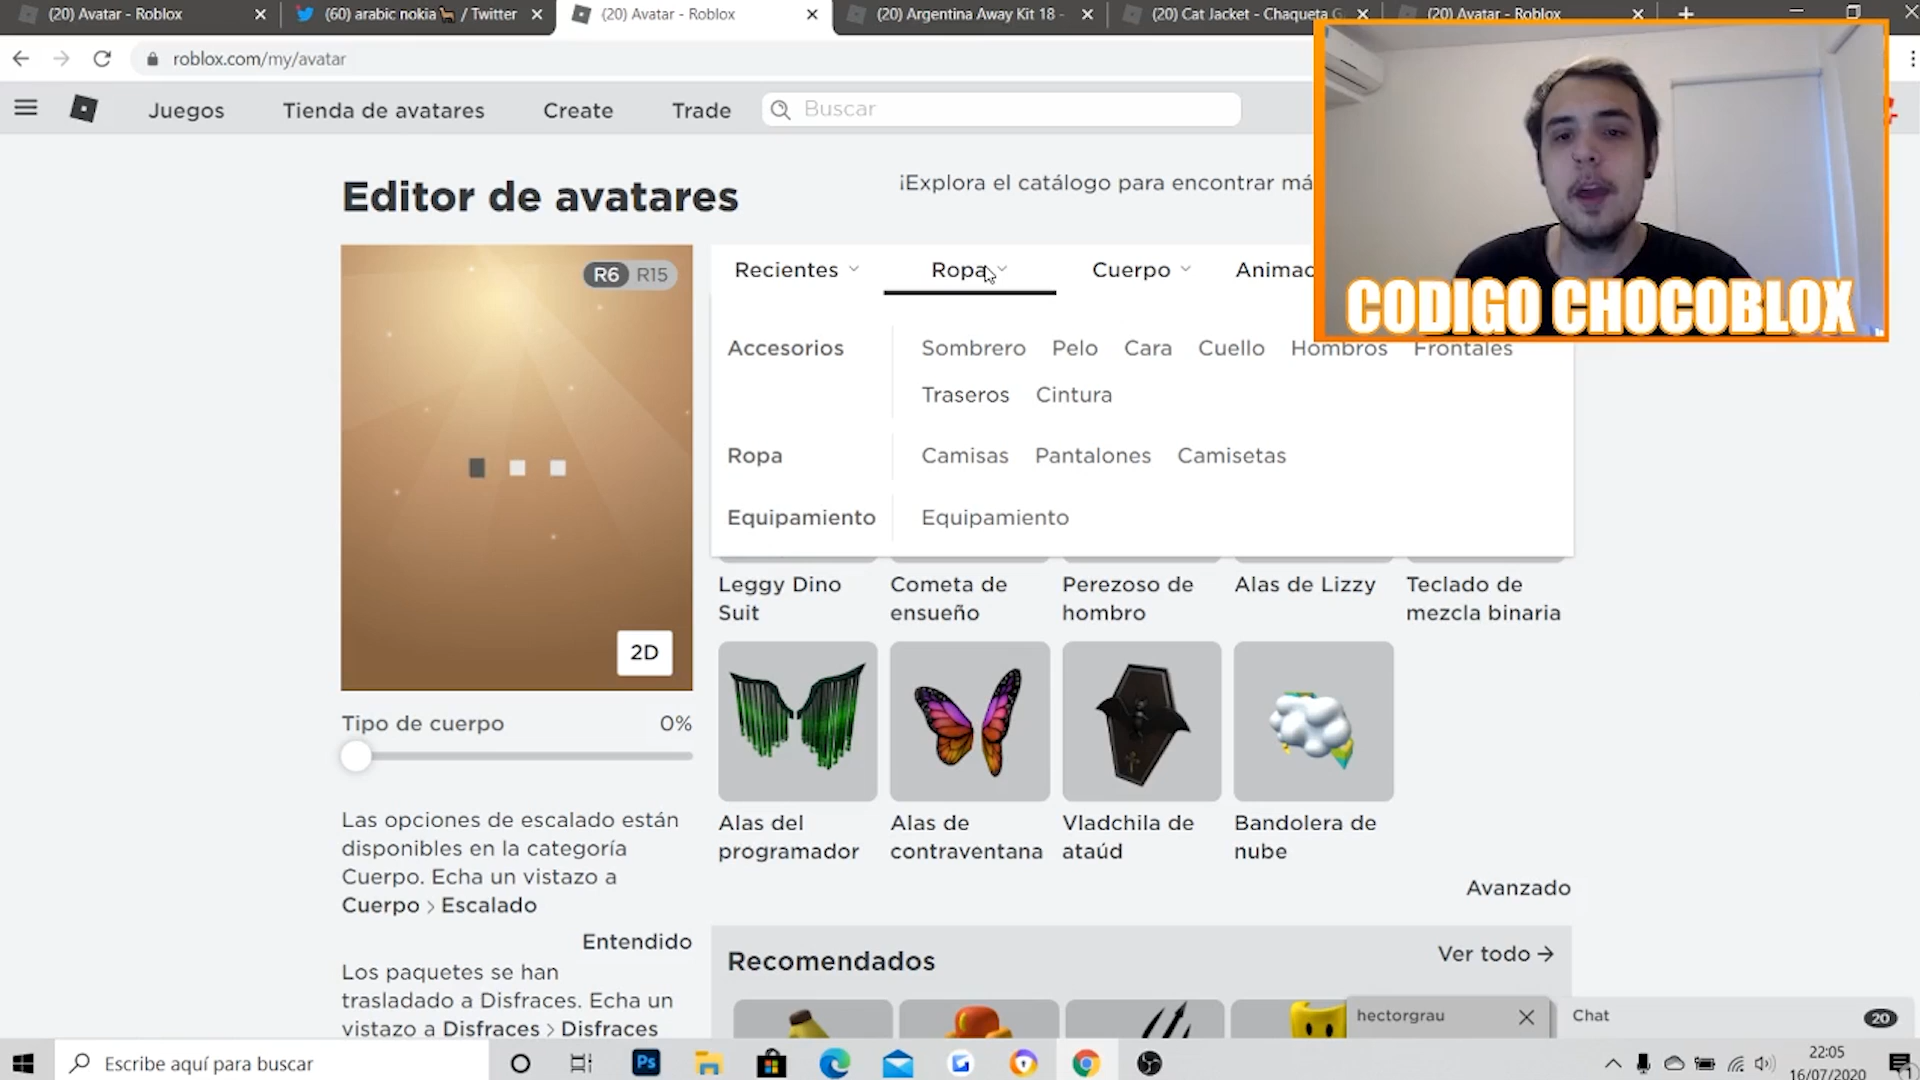 (20) Avatar - Roblox
(60) arabic nokia🐪 / Twitter
(20) Avatar - Roblox
(20) Argentina Away Kit 18 -
(20) Cat Jacket - Chaqueta G
(20) Avatar - Roblox
roblox.com/my/avatar
Juegos
Tienda de avatares
Create
Trade
Buscar
Editor de avatares
¡Explora el catálogo para encontrar má
R6 R15
2D
Recientes
Ropa
Cuerpo
Animac
Accesorios
Sombrero Pelo Cara Cuello Hombros Frontales
Traseros Cintura
Ropa
Camisas Pantalones Camisetas
Equipamiento
Equipamiento
Leggy Dino
Suit
Cometa de
ensueño
Perezoso de
hombro
Alas de Lizzy
Teclado de
mezcla binaria
Alas del
programador
Alas de
contraventana
Vladchila de
ataúd
Bandolera de
nube
Tipo de cuerpo 0%
Las opciones de escalado están
disponibles en la categoría
Cuerpo. Echa un vistazo a
Cuerpo > Escalado
Entendido
Los paquetes se han
trasladado a Disfraces. Echa un
vistazo a Disfraces > Disfraces
Avanzado
Recomendados
Ver todo →
hectorgrau
Chat
20
CODIGO CHOCOBLOX
Escribe aquí para buscar
Ps
22:05
16/07/2020
1